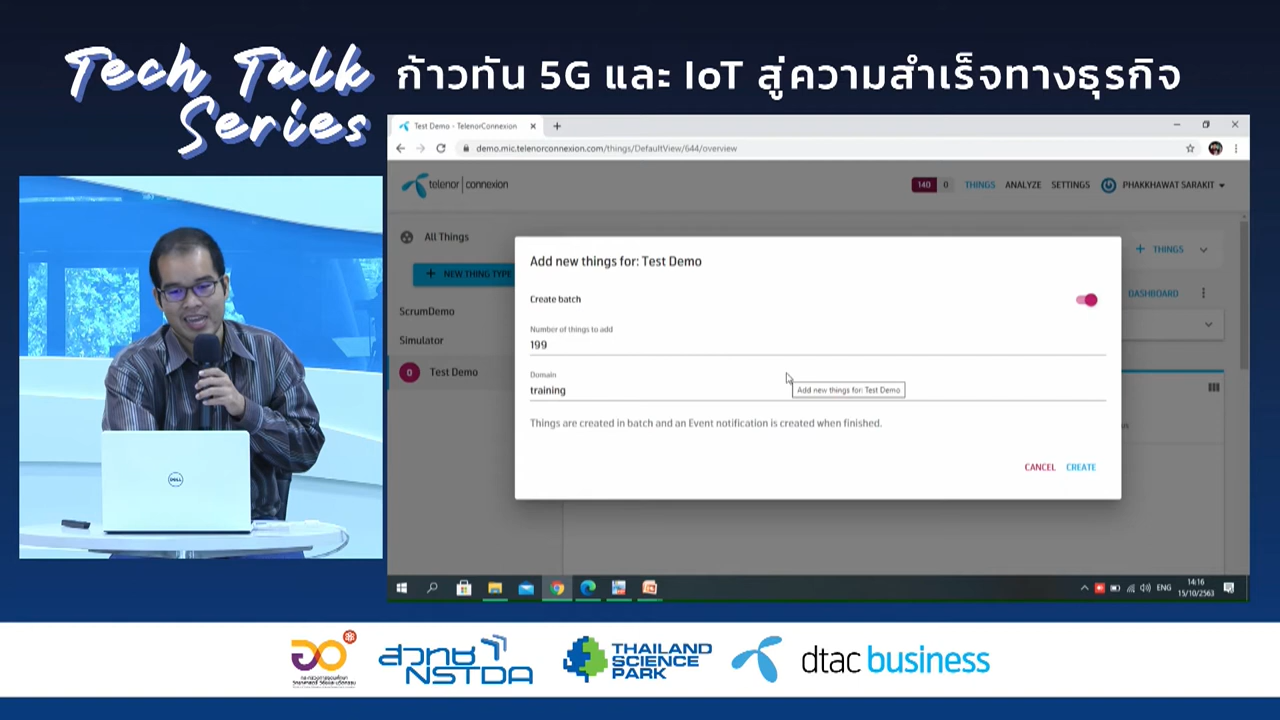 Tech Talk
Series
ก้าวทัน 5G และ IoT สู่ความสำเร็จทางธุรกิจ
Test Demo - TelenorConnexion
demo.mic.telenorconnexion.com/things/DefaultView/644/overview
telenor connexion
140 0 THINGS ANALYZE SETTINGS PHAKKHAWAT SARAKIT
All Things
+ THINGS
+ NEW THING TYPE
DASHBOARD
ScrumDemo
Simulator
0 Test Demo
Add new things for: Test Demo
Create batch
Number of things to add
199
Domain
training
Add new things for: Test Demo
Things are created in batch and an Event notification is created when finished.
CANCEL CREATE
DELL
ENG
14:16
15/10/2563
สวทช
NSTDA
THAILAND
SCIENCE
PARK
dtac business